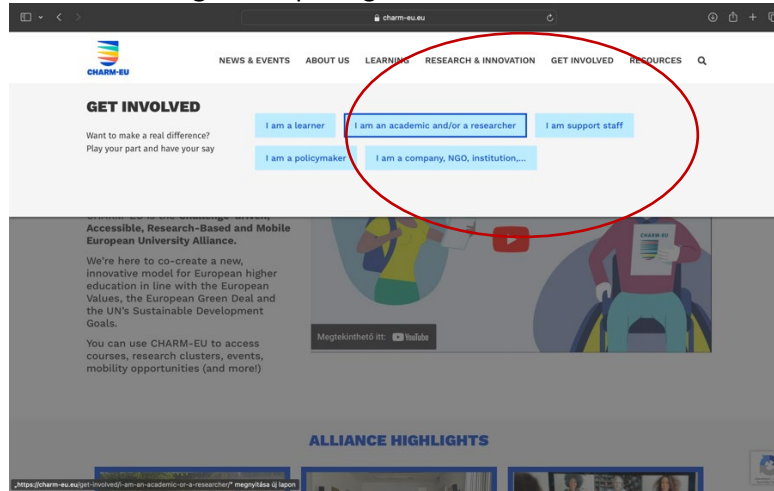 charm-eu.eu
CHARM-EU
NEWS & EVENTS ABOUT US LEARNING RESEARCH & INNOVATION GET INVOLVED RESOURCES
GET INVOLVED
Want to make a real difference?
Play your part and have your say
I am a learner
I am an academic and/or a researcher
I am support staff
I am a policymaker
I am a company, NGO, institution,...
Accessible, Research-Based and Mobile
European University Alliance.
We're here to co-create a new,
innovative model for European higher
education in line with the European
Values, the European Green Deal and
the UN's Sustainable Development
Goals.
You can use CHARM-EU to access
courses, research clusters, events,
mobility opportunities (and more!)
CHARM-EU
Megtekinthető itt: YouTube
ALLIANCE HIGHLIGHTS
„https://charm-eu.eu/get-involved/i-am-an-academic-or-a-researcher/" megnyitása új lapon